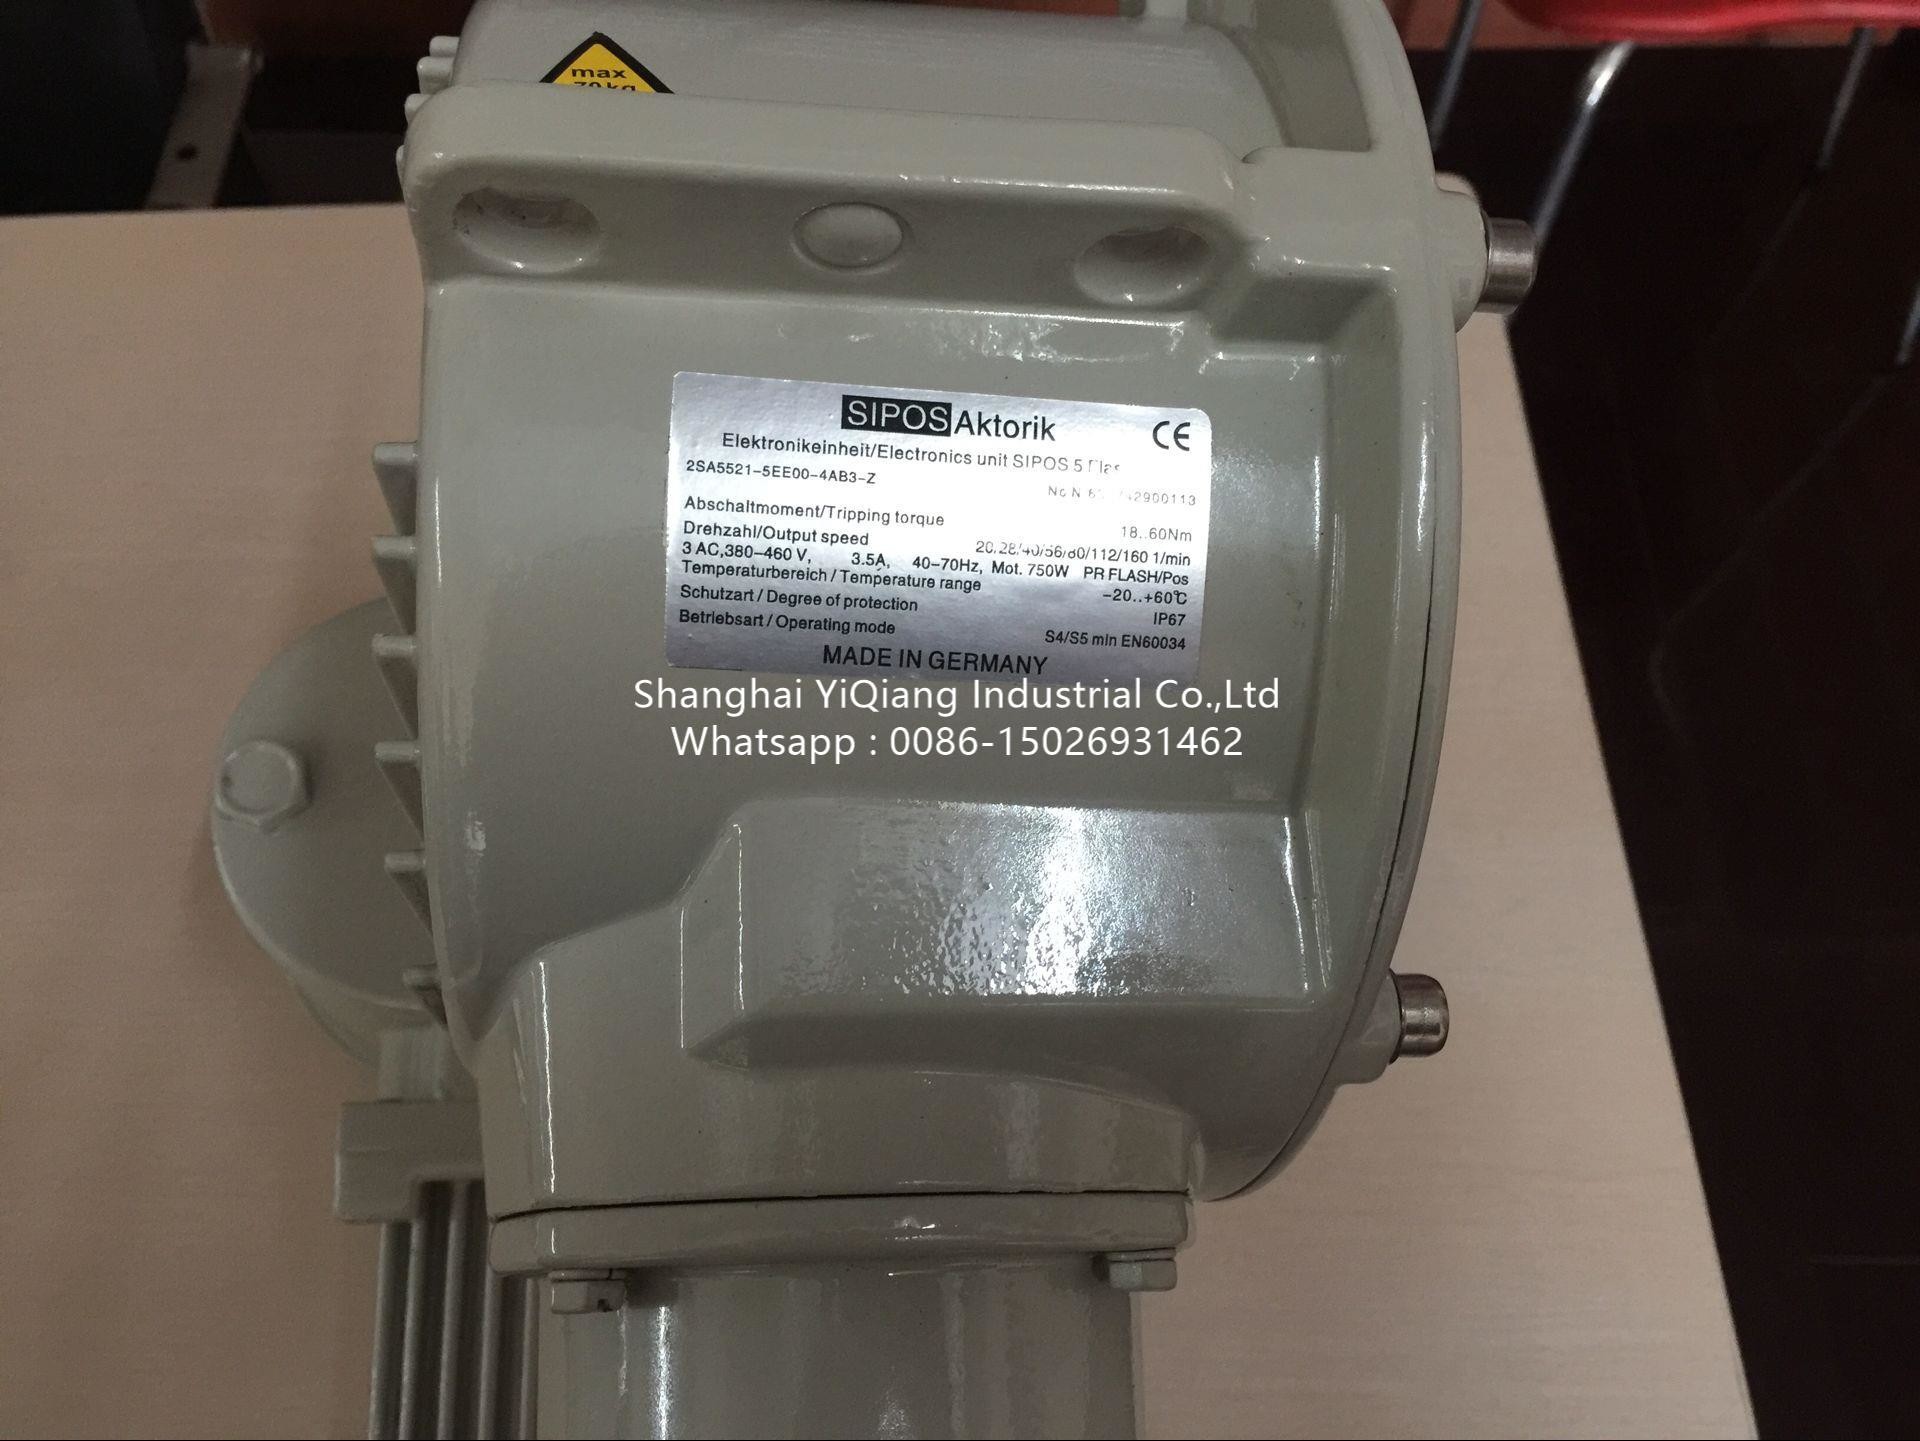 max
SIPOS Aktorik CE
Elektronikeinheit/Electronics unit SIPOS 5
2SA5521-5EE00-4AB3-Z
Abschaltmoment/Tripping torque 18..60Nm
Drehzahl/Output speed 20/28/40/56/80/112/160 1/min
3 AC,380-460 V, 3.5A, 40-70Hz, Mot. 750W PR FLASH/Pos
Temperaturbereich / Temperature range -20..+60℃
Schutzart / Degree of protection IP67
Betriebsart / Operating mode S4/S5 min EN60034
MADE IN GERMANY
Shanghai YiQiang Industrial Co.,Ltd
Whatsapp : 0086-15026931462